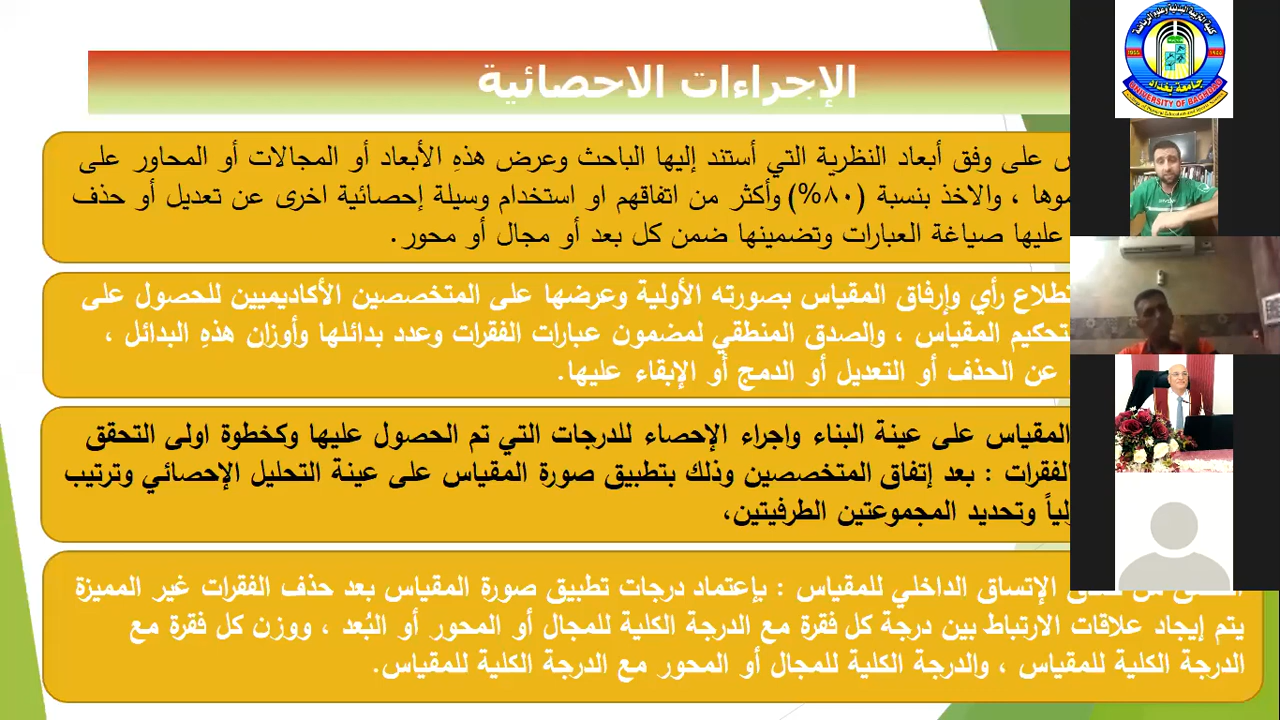 الإجراءات الاحصائية
على وفق أبعاد النظرية التي أستند إليها الباحث وعرض هذهِ الأبعاد أو المجالات أو المحاور على
، والاخذ بنسبة (٨٠%) وأكثر من اتفاقهم او استخدام وسيلة إحصائية اخرى عن تعديل أو حذف
عليها صياغة العبارات وتضمينها ضمن كل بعد أو مجال أو محور.
رأي وإرفاق المقياس بصورته الأولية وعرضها على المتخصصين الأكاديميين للحصول على
تحكيم المقياس ، والصدق المنطقي لمضمون عبارات الفقرات وعدد بدائلها وأوزان هذهِ البدائل ،
عن الحذف أو التعديل أو الدمج أو الإبقاء عليها.
المقياس على عينة البناء واجراء الإحصاء للدرجات التي تم الحصول عليها وكخطوة اولى التحقق
الفقرات : بعد إتفاق المتخصصين وذلك بتطبيق صورة المقياس على عينة التحليل الإحصائي وترتيب
وتحديد المجموعتين الطرفيتين،
الإتساق الداخلي للمقياس : بإعتماد درجات تطبيق صورة المقياس بعد حذف الفقرات غير المميزة
يتم إيجاد علاقات الارتباط بين درجة كل فقرة مع الدرجة الكلية للمجال أو المحور أو البُعد ، ووزن كل فقرة مع
الدرجة الكلية للمقياس ، والدرجة الكلية للمجال أو المحور مع الدرجة الكلية للمقياس.
جامعة بغداد
UNIVERSITY OF BAGHDAD